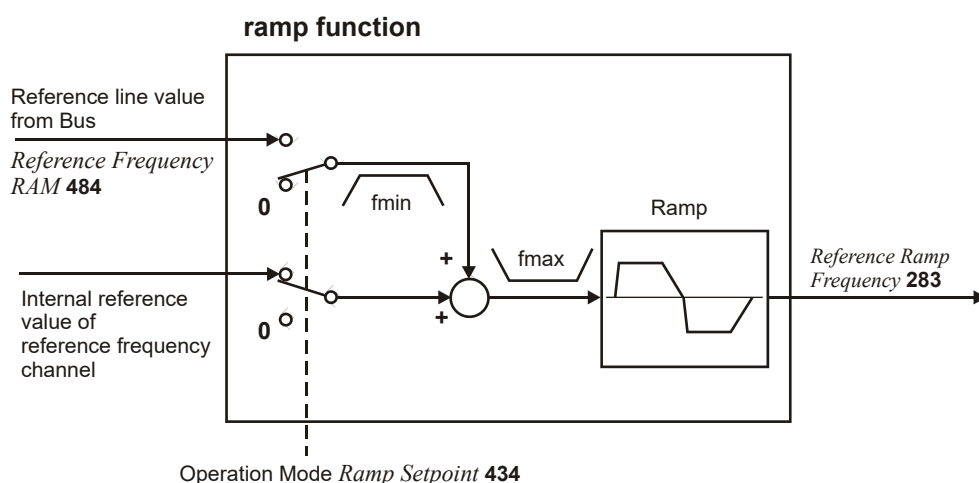 ramp function
Reference line value
from Bus
Reference Frequency
RAM 484
0
fmin
Ramp
+
fmax
Reference Ramp
Frequency 283
Internal reference
value of
reference frequency
channel
+
0
Operation Mode Ramp Setpoint 434